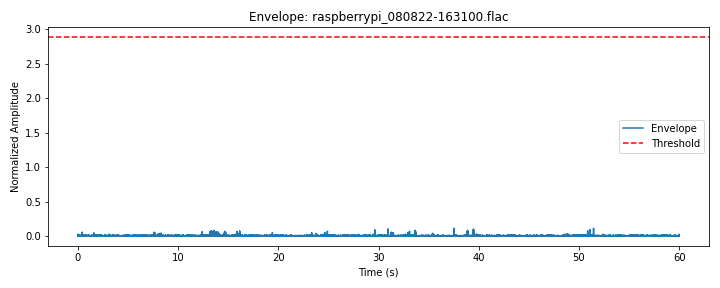 Envelope: raspberrypi_080822-163100.flac
Normalized Amplitude
3.0
2.5
2.0
1.5
1.0
0.5
0.0
Envelope
Threshold
0 10 20 30 40 50 60
Time (s)